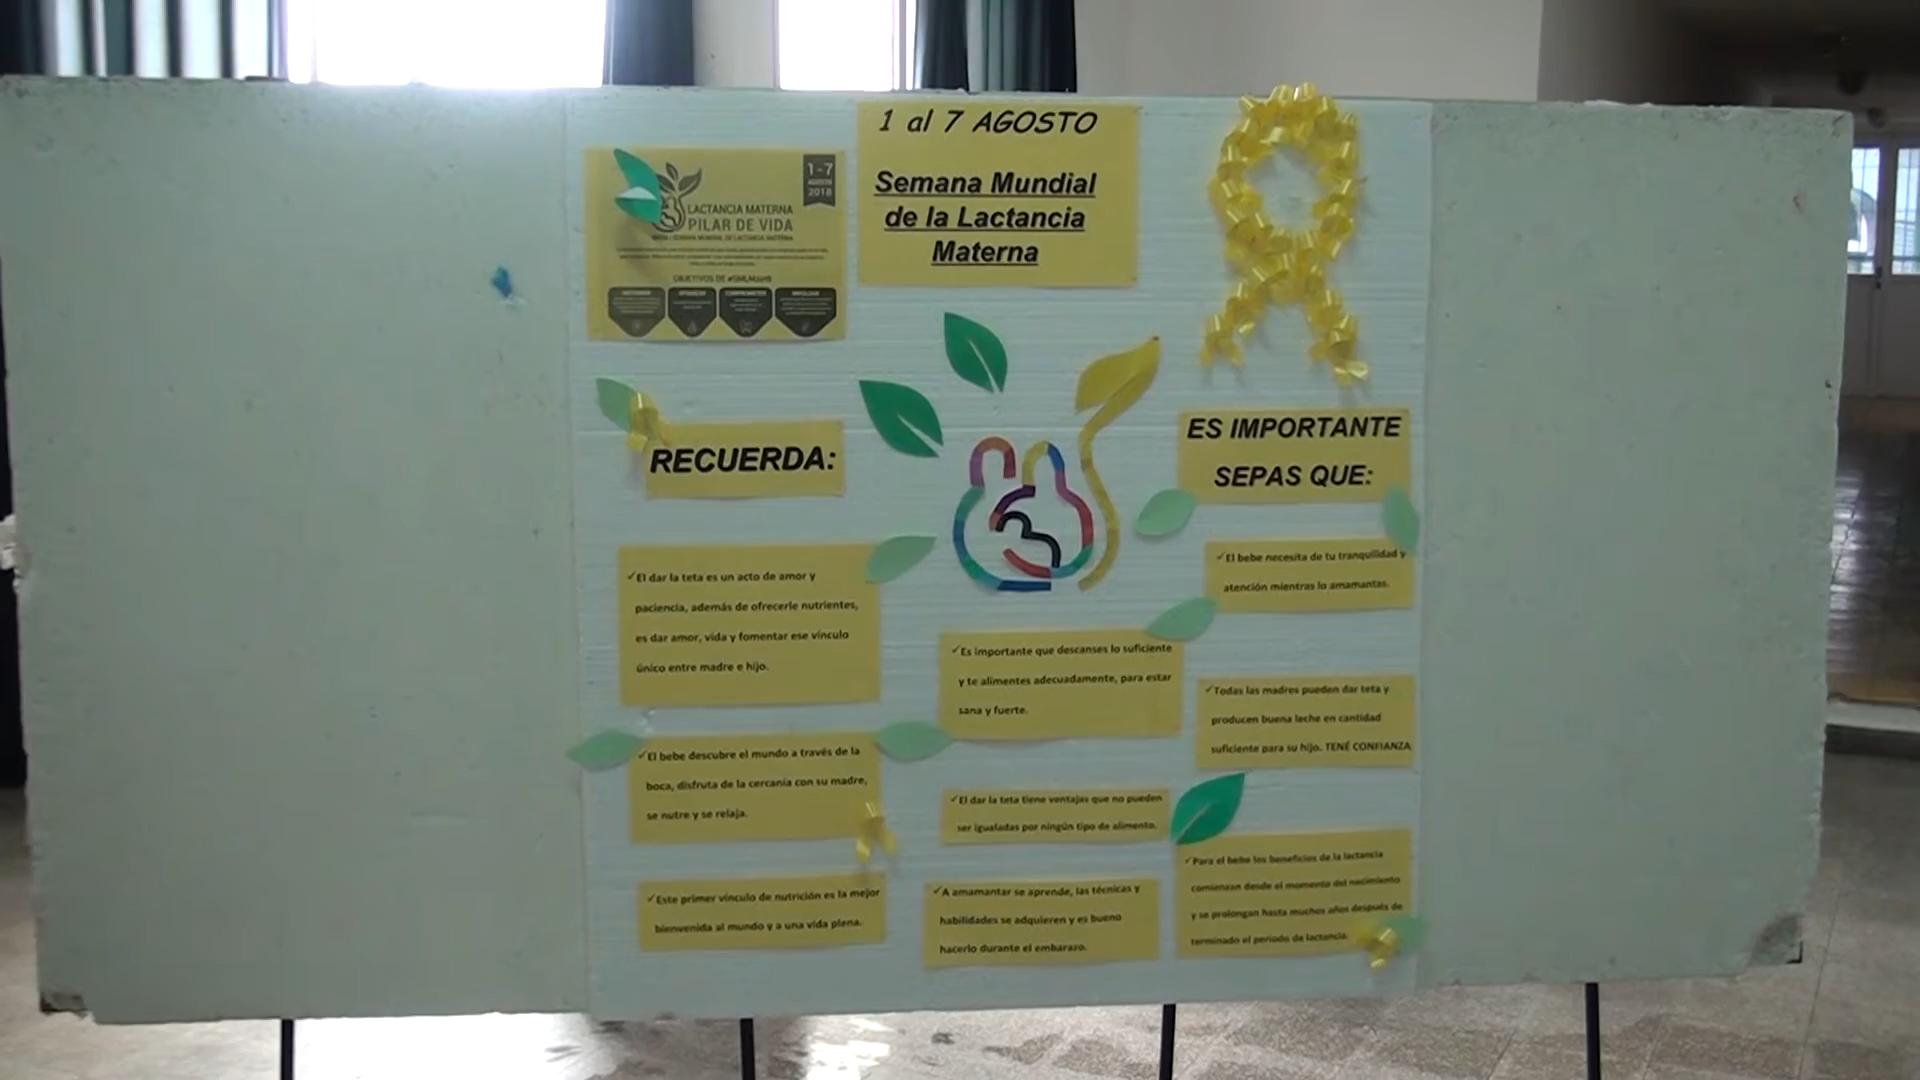 1 al 7 AGOSTO
Semana Mundial
de la Lactancia
Materna
1-7
AGOSTO
2018
LACTANCIA MATERNA
PILAR DE VIDA
SEMANA MUNDIAL DE LACTANCIA MATERNA
OBJETIVOS DE #SMLM2018
RECUERDA:
✓El dar la teta es un acto de amor y
paciencia, además de ofrecerle nutrientes,
es dar amor, vida y fomentar ese vínculo
único entre madre e hijo.
✓El bebe descubre el mundo a través de la
boca, disfruta de la cercanía con su madre,
se nutre y se relaja.
✓Este primer vínculo de nutrición es la mejor
bienvenida al mundo y a una vida plena.
✓Es importante que descanses lo suficiente
y te alimentes adecuadamente, para estar
sana y fuerte.
✓El dar la teta tiene ventajas que no pueden
ser igualadas por ningún tipo de alimento.
✓A amamantar se aprende, las técnicas y
habilidades se adquieren y es bueno
hacerlo durante el embarazo.
ES IMPORTANTE
SEPAS QUE:
✓El bebe necesita de tu tranquilidad y
atención mientras lo amamantas.
✓Todas las madres pueden dar teta y
producen buena leche en cantidad
suficiente para su hijo. TENÉ CONFIANZA
✓Para el bebe los beneficios de la lactancia
comienzan desde el momento del nacimiento
y se prolongan hasta muchos años después de
terminado el periodo de lactancia.